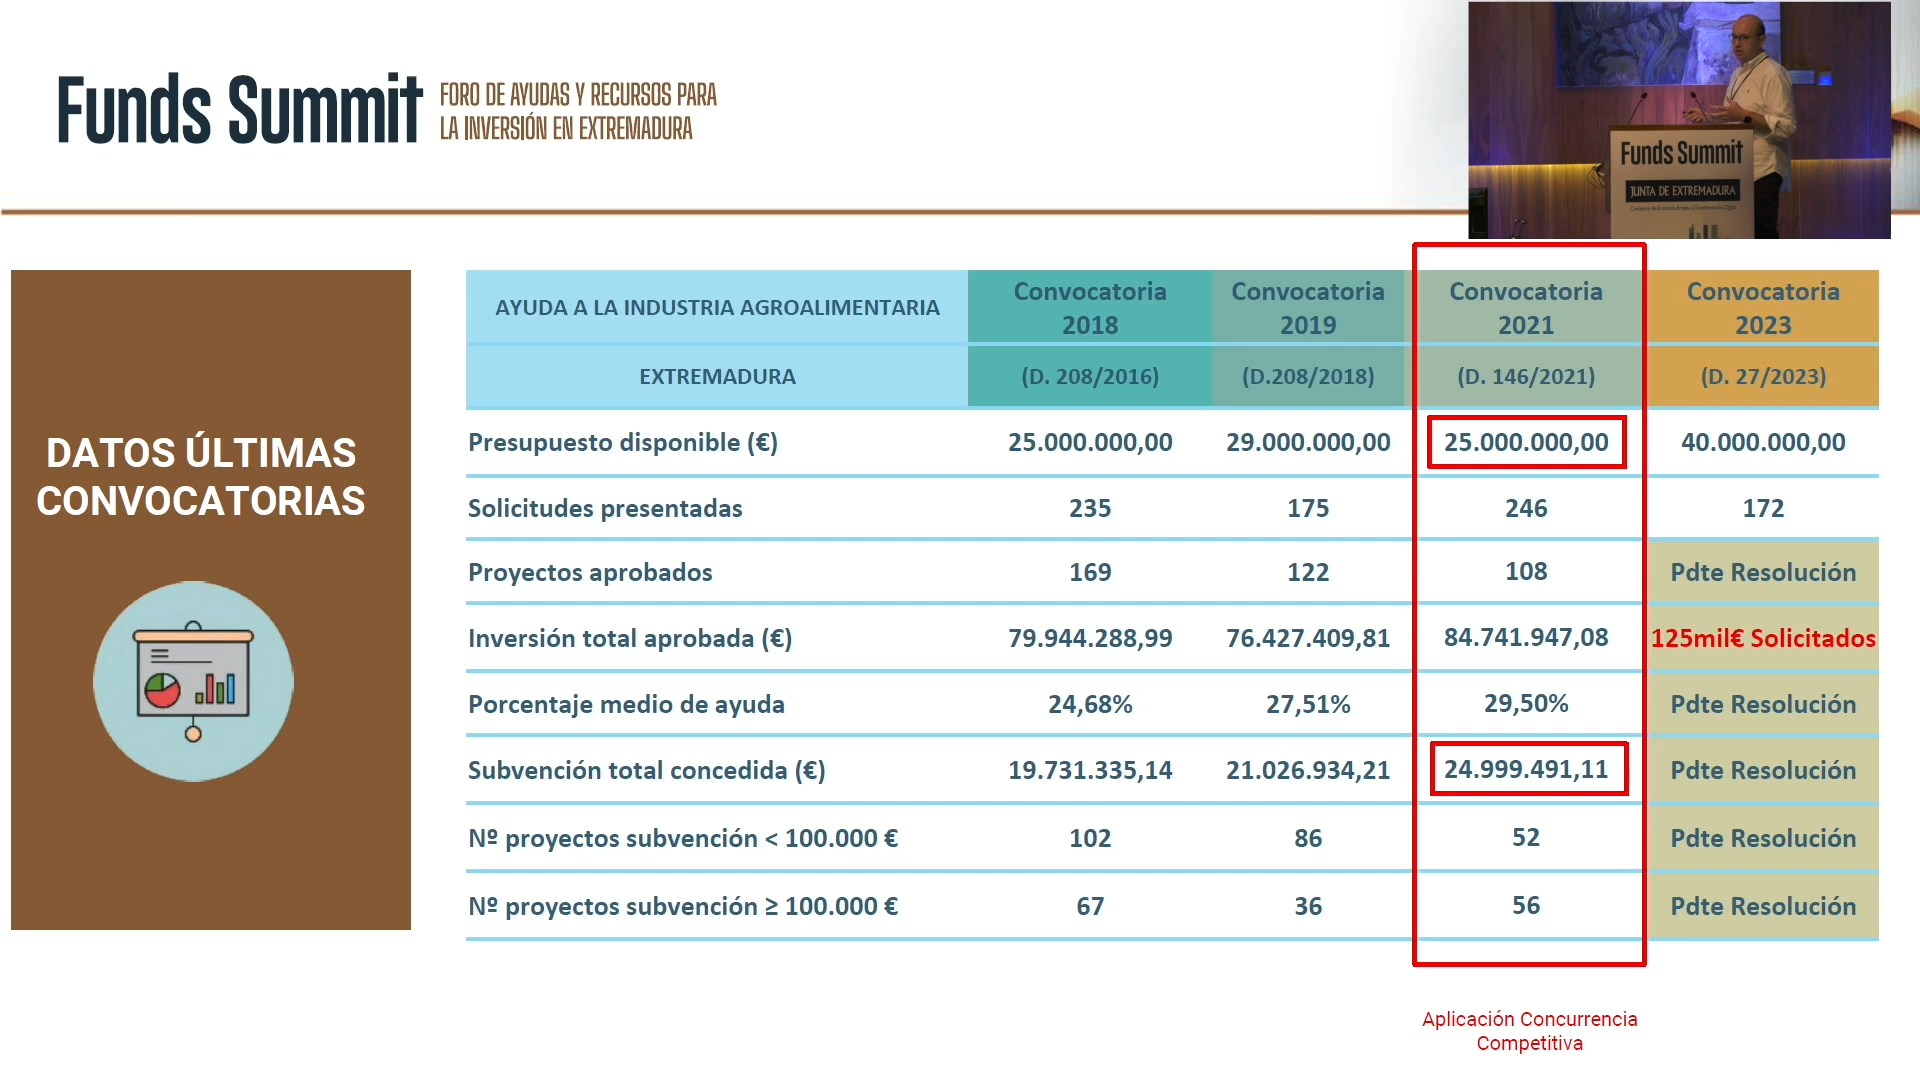 Funds Summit
FORO DE AYUDAS Y RECURSOS PARA
LA INVERSIÓN EN EXTREMADURA
Funds Summit
JUNTA DE EXTREMADURA
DATOS ÚLTIMAS
CONVOCATORIAS
AYUDA A LA INDUSTRIA AGROALIMENTARIA Convocatoria 2018 Convocatoria 2019 Convocatoria 2021 Convocatoria 2023
EXTREMADURA (D. 208/2016) (D.208/2018) (D. 146/2021) (D. 27/2023)
Presupuesto disponible (€) 25.000.000,00 29.000.000,00 25.000.000,00 40.000.000,00
Solicitudes presentadas 235 175 246 172
Proyectos aprobados 169 122 108 Pdte Resolución
Inversión total aprobada (€) 79.944.288,99 76.427.409,81 84.741.947,08 125mil€ Solicitados
Porcentaje medio de ayuda 24,68% 27,51% 29,50% Pdte Resolución
Subvención total concedida (€) 19.731.335,14 21.026.934,21 24.999.491,11 Pdte Resolución
Nº proyectos subvención < 100.000 € 102 86 52 Pdte Resolución
Nº proyectos subvención ≥ 100.000 € 67 36 56 Pdte Resolución
Aplicación Concurrencia
Competitiva